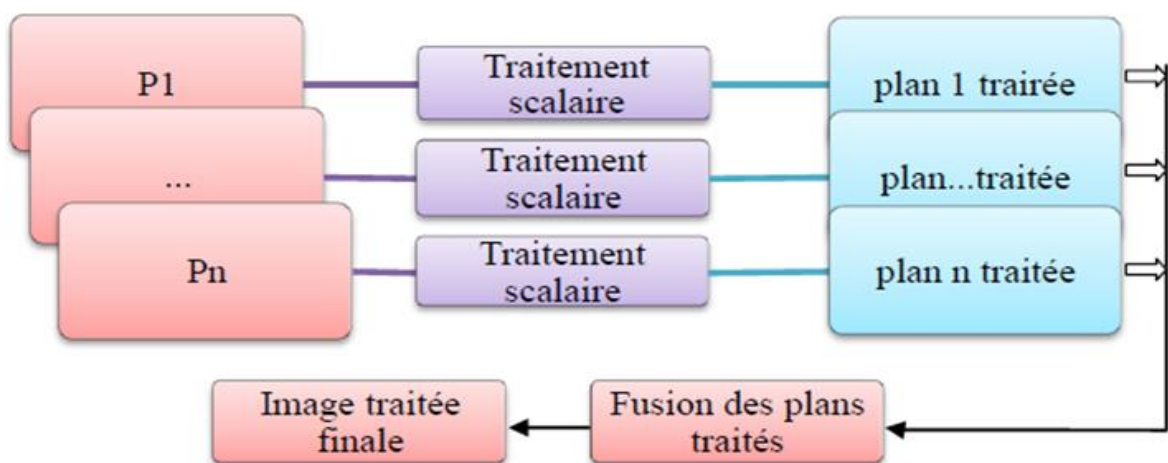 P1
Traitement
scalaire
plan 1 trairée
...
Traitement
scalaire
plan...traitée
Pn
Traitement
scalaire
plan n traitée
Image traitée
finale
Fusion des plans
traités